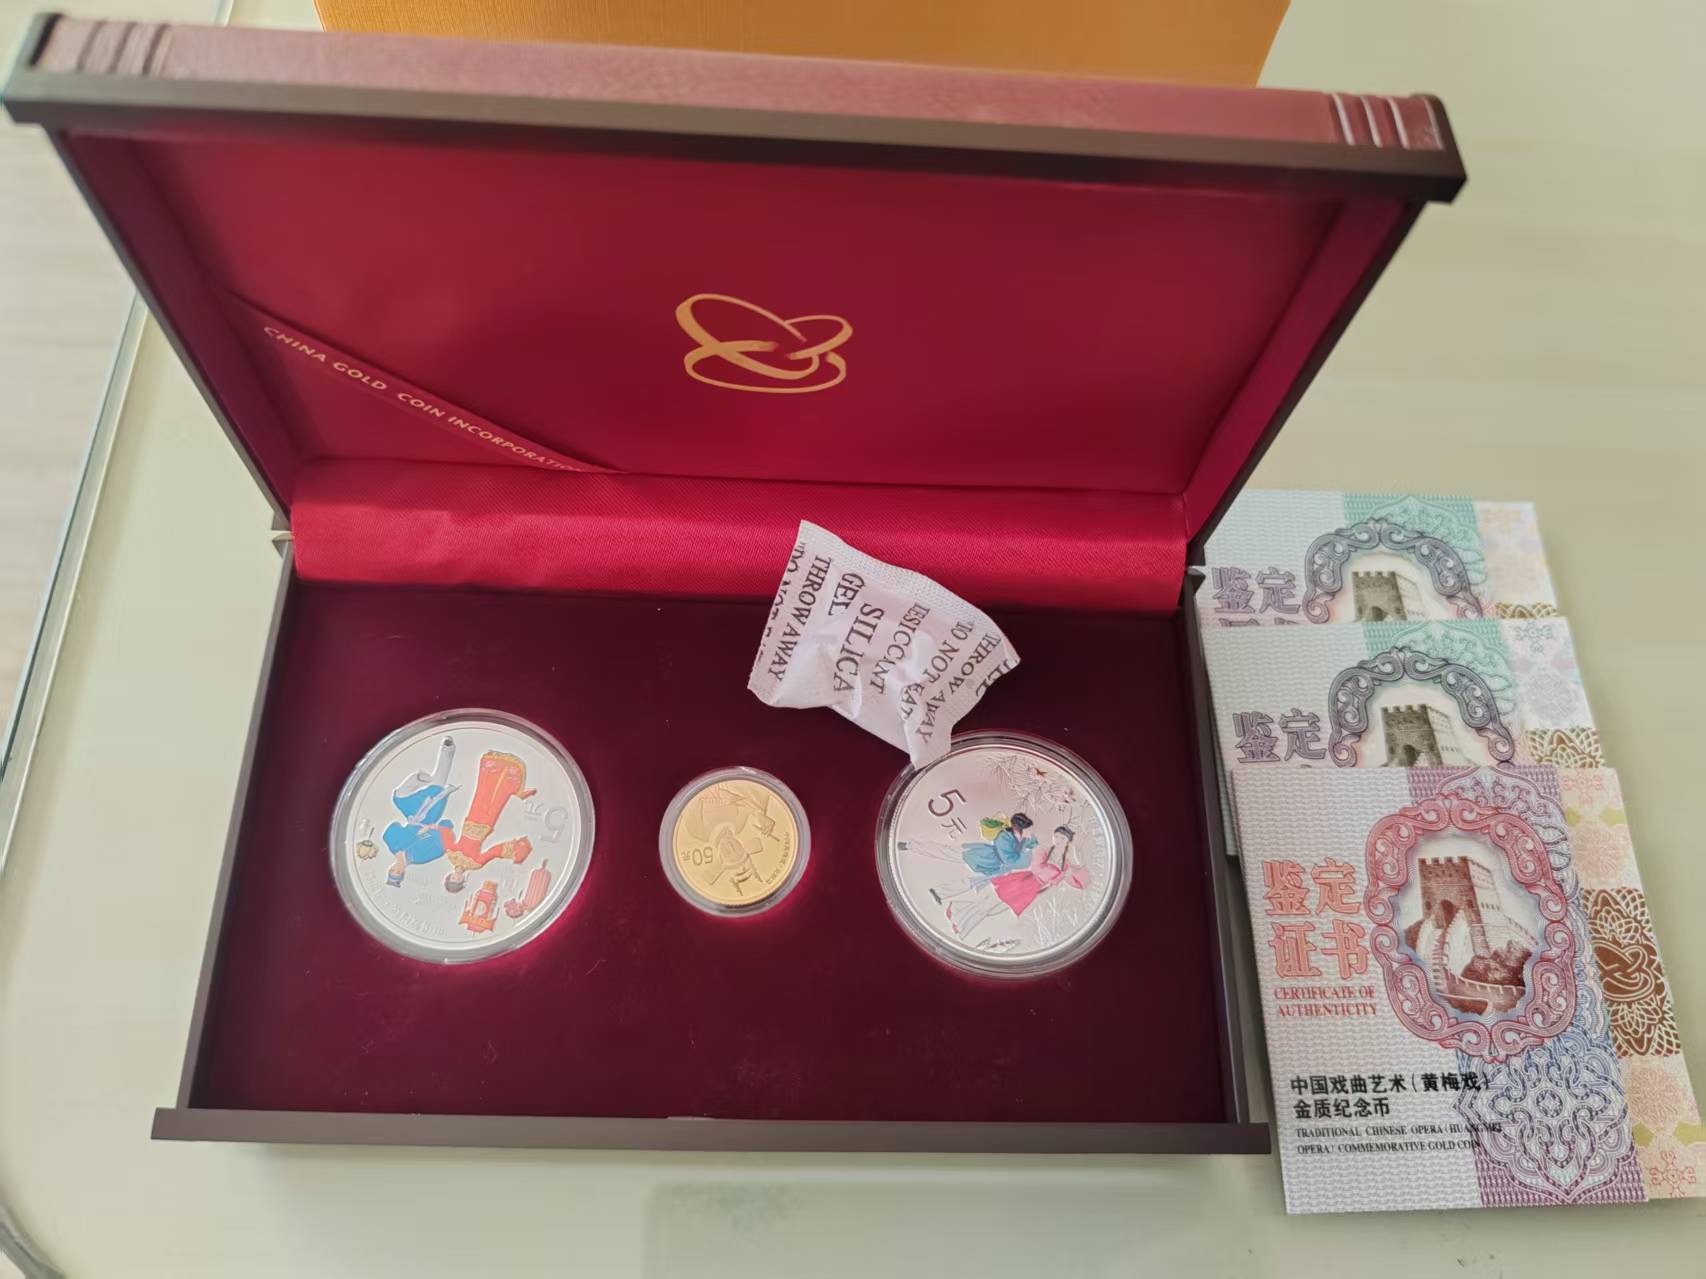 CHINA GOLD COIN INCORPORATION
"DO NOT EAT"
THROW AWAY
SILICA
GEL
DESICCANT
"DO NOT EAT"
THROW AWAY
5元
50元
5元
鉴定
鉴定
鉴定
证书
CERTIFICATE OF
AUTHENTICITY
中国戏曲艺术(黄梅戏)
金质纪念币
TRADITIONAL CHINESE OPERA (HUANGMEI
OPERA) COMMEMORATIVE GOLD COIN